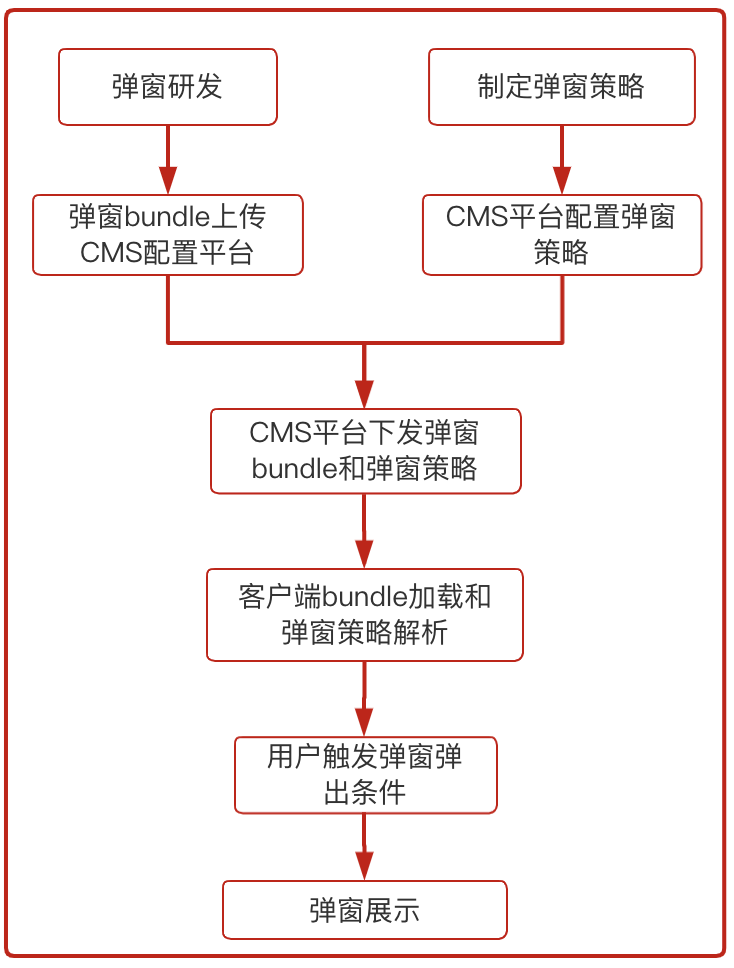 弹窗研发
制定弹窗策略
弹窗bundle上传
CMS配置平台
CMS平台配置弹窗
策略
CMS平台下发弹窗
bundle和弹窗策略
客户端bundle加载和
弹窗策略解析
用户触发弹窗弹
出条件
弹窗展示